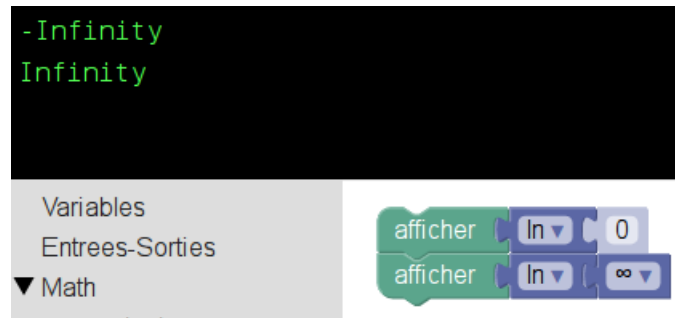 -Infinity
Infinity
Variables
Entrees-Sorties
▼ Math
afficher ln ▾ 0
afficher ln ▾ ∞ ▾